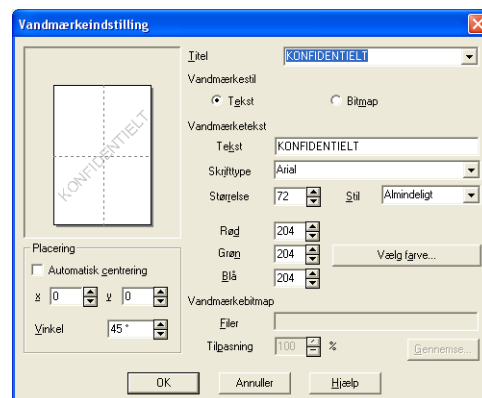 Vandmærkeindstilling
Titel KONFIDENTIELT
Vandmærkestil
Tekst Bitmap
Vandmærketekst
Tekst KONFIDENTIELT
Skrifttype Arial
Størrelse 72 Stil Almindeligt
Rød 204
Grøn 204 Vælg farve...
Blå 204
KONFIDENTIELT
Placering
Automatisk centrering
x 0 y 0
Vinkel 45 °
Vandmærkebitmap
Filer
Tilpasning 100 % Gennemse...
OK Annuller Hjælp